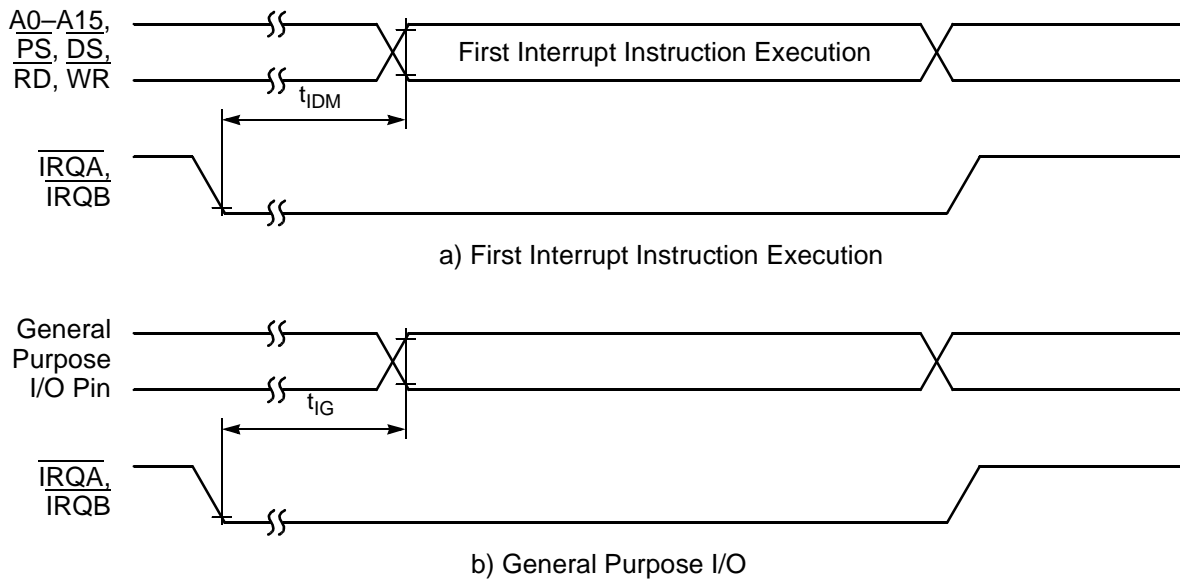 A0–A15,
PS, DS,
RD, WR
First Interrupt Instruction Execution
tIDM
IRQA,
IRQB
a) First Interrupt Instruction Execution
General
Purpose
I/O Pin
tIG
IRQA,
IRQB
b) General Purpose I/O